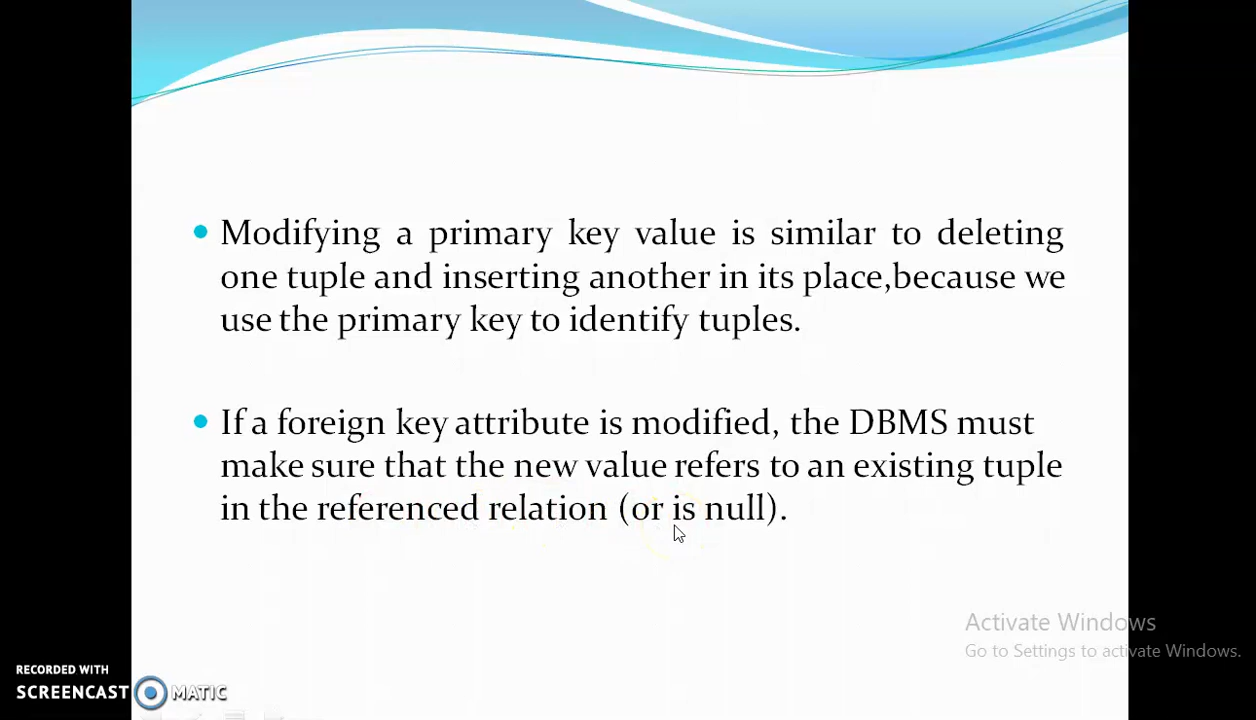 Modifying a primary key value is similar to deleting
one tuple and inserting another in its place,because we
use the primary key to identify tuples.
If a foreign key attribute is modified, the DBMS must
make sure that the new value refers to an existing tuple
in the referenced relation (or is null).
Activate Windows
Go to Settings to activate Windows.
RECORDED WITH
SCREENCAST MATIC